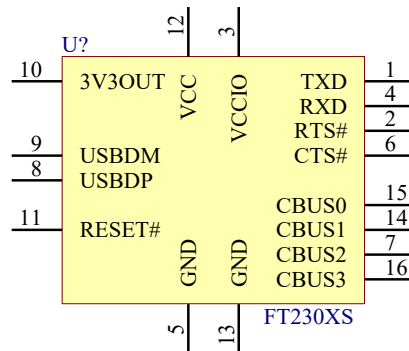 12 3
U?
10 3V3OUT VCC VCCIO TXD 1
RXD 4
RTS# 2
9 USBDM CTS# 6
8 USBDP
CBUS0 15
11 RESET# CBUS1 14
GND GND CBUS2 7
CBUS3 16
5 13 FT230XS